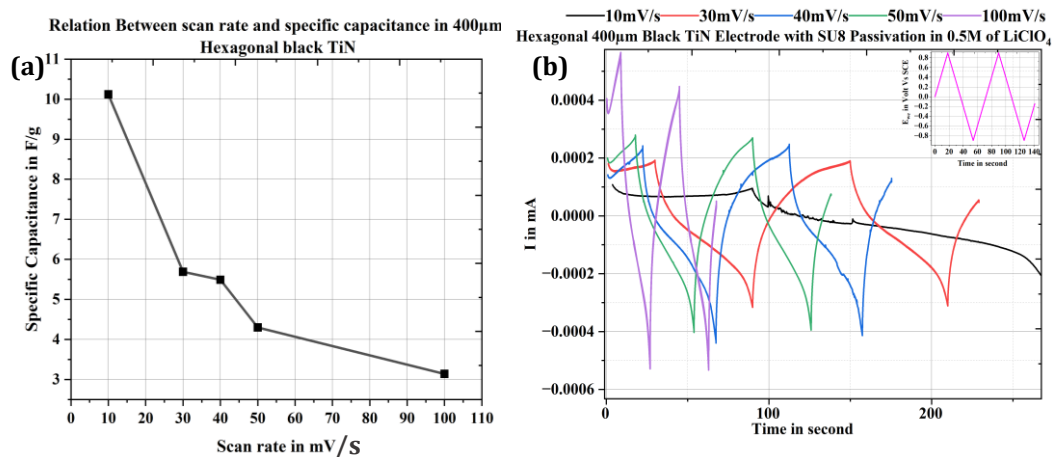 Relation Between scan rate and specific capacitance in 400μm
Hexagonal black TiN
(a)
Specific Capacitance in F/g
11
10
9
8
7
6
5
4
3
0 10 20 30 40 50 60 70 80 90 100 110
Scan rate in mV/s
10mV/s 30mV/s 40mV/s 50mV/s 100mV/s
Hexagonal 400μm Black TiN Electrode with SU8 Passivation in 0.5M of LiClO₄
(b)
I in mA
0.0004
0.0002
0.0000
−0.0002
−0.0004
−0.0006
0 100 200
Time in second
in Volt Vs SCE
0.8
0.6
0.4
0.2
0.0
−0.2
−0.4
−0.6
−0.8
0 20 40 60 80 100 120 140
Time in second